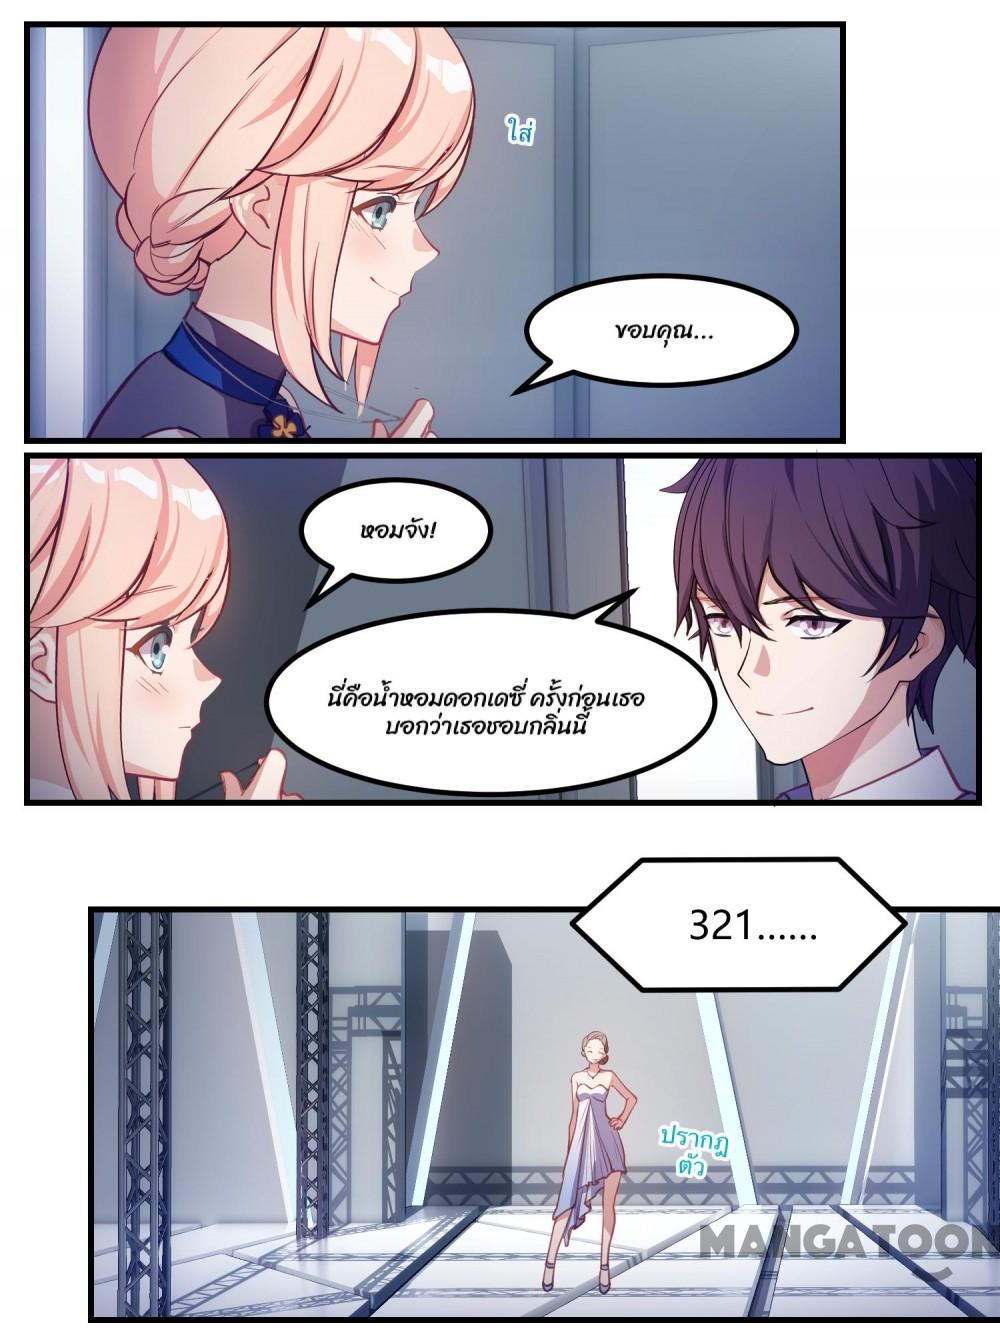 ใส่
ขอบคุณ...
หอมจัง!
นี่คือน้ำหอมดอกเดซี่ ครั้งก่อนเธอ
บอกว่าเธอชอบกลิ่นนี้
321......
ปรากฎ
ตัว
MANGATOON